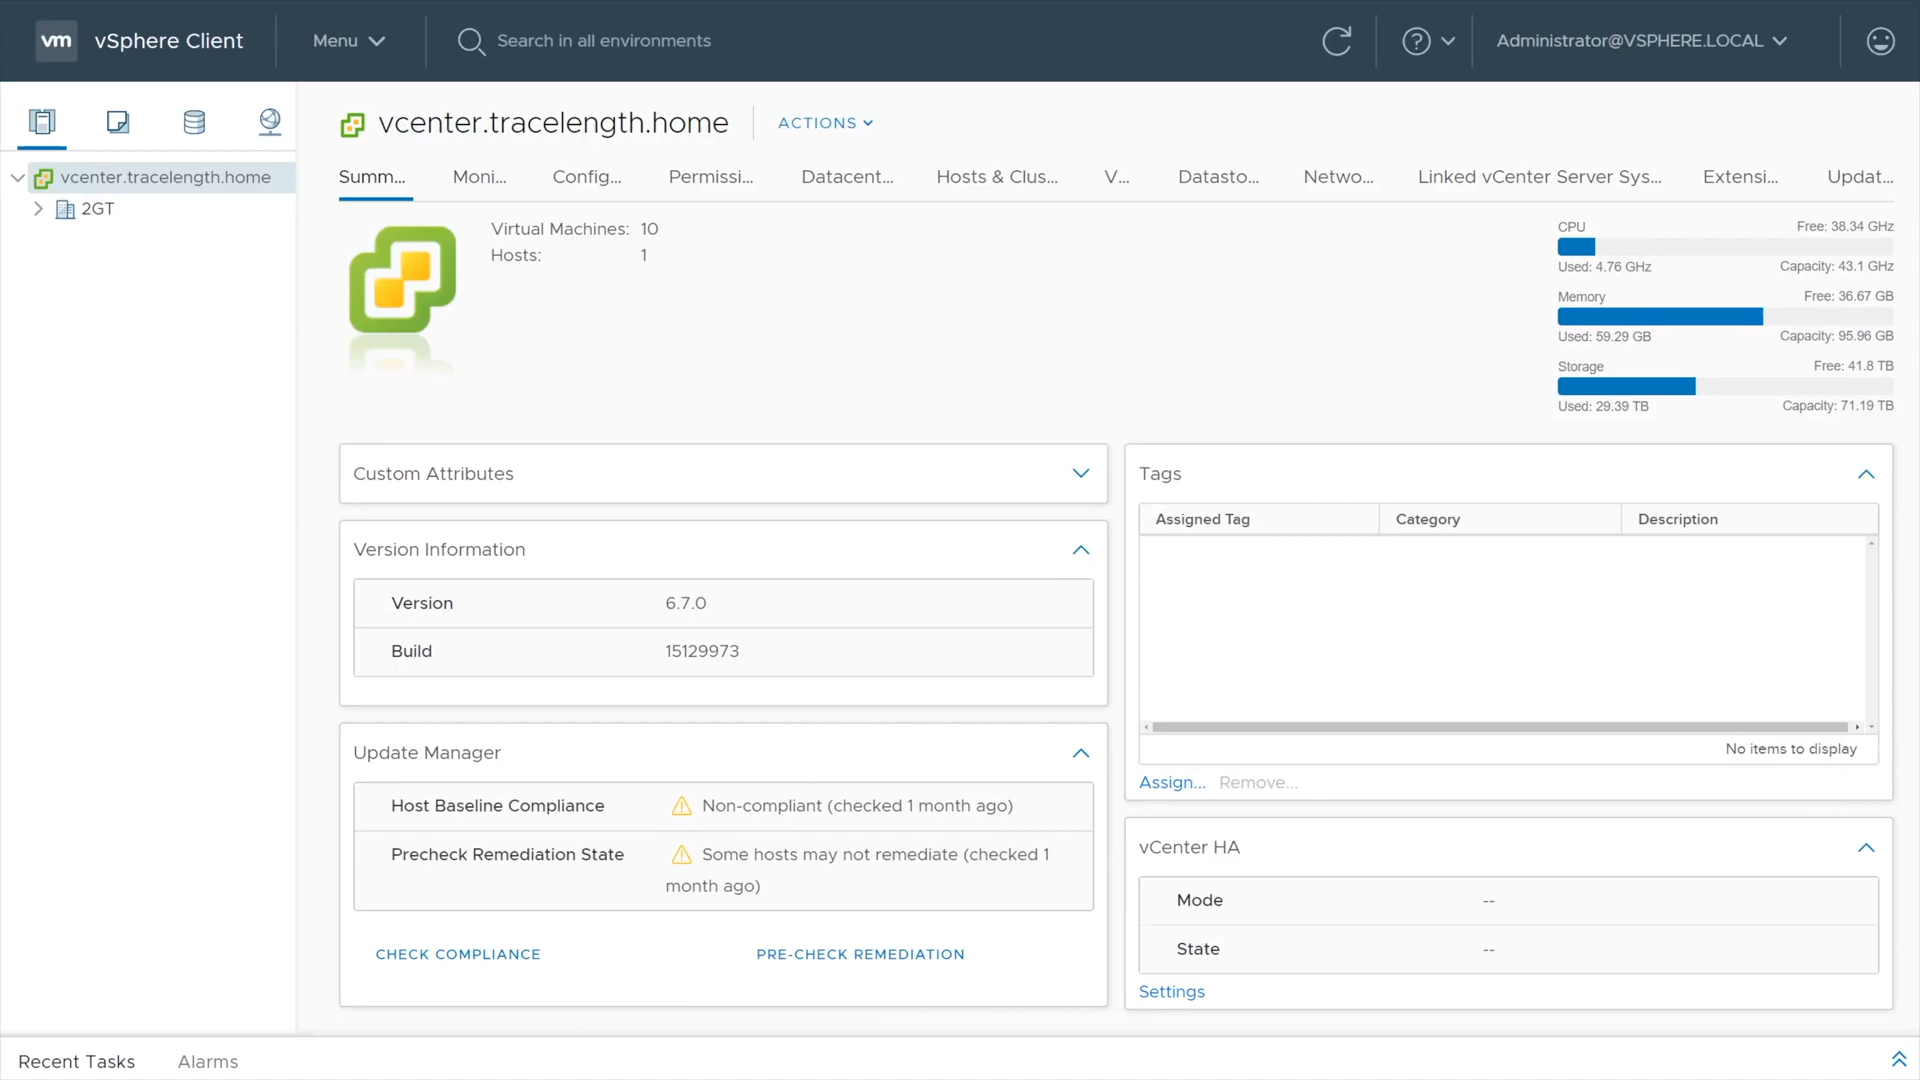 vm vSphere Client Menu Search in all environments Administrator@VSPHERE.LOCAL
vcenter.tracelength.home
2GT
vcenter.tracelength.home ACTIONS
Summ... Moni... Config... Permissi... Datacent... Hosts & Clus... V... Datasto... Netwo... Linked vCenter Server Sys... Extensi... Updat...
Virtual Machines: 10
Hosts: 1
CPU Free: 38.34 GHz
Used: 4.76 GHz Capacity: 43.1 GHz
Memory Free: 36.67 GB
Used: 59.29 GB Capacity: 95.96 GB
Storage Free: 41.8 TB
Used: 29.39 TB Capacity: 71.19 TB
Custom Attributes
Version Information
Version 6.7.0
Build 15129973
Update Manager
Host Baseline Compliance Non-compliant (checked 1 month ago)
Precheck Remediation State Some hosts may not remediate (checked 1
month ago)
CHECK COMPLIANCE PRE-CHECK REMEDIATION
Tags
Assigned Tag Category Description
No items to display
Assign... Remove...
vCenter HA
Mode --
State --
Settings
Recent Tasks Alarms